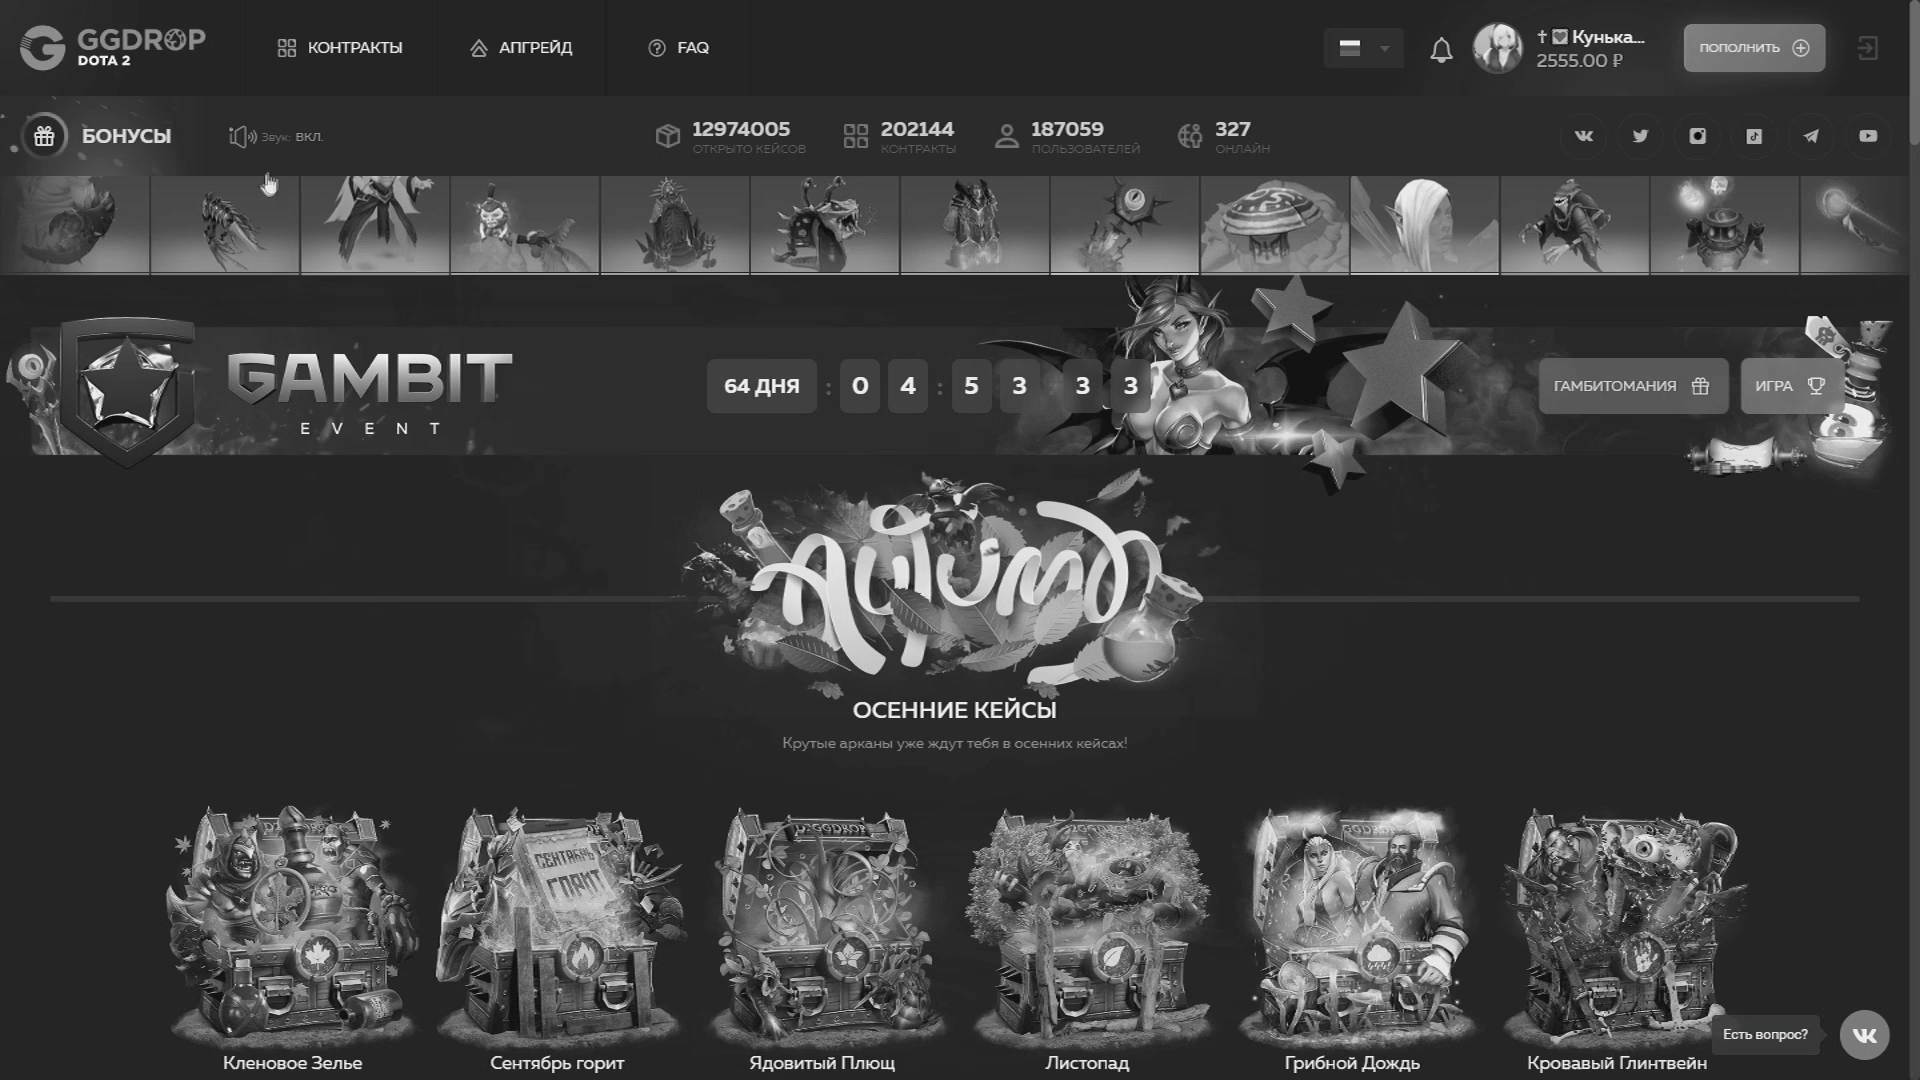 GGDROP
DOTA 2
КОНТРАКТЫ
АПГРЕЙД
FAQ
Кунька...
2555.00 ₽
ПОПОЛНИТЬ
БОНУСЫ
Звук: ВКЛ.
12974005
ОТКРЫТО КЕЙСОВ
202144
КОНТРАКТЫ
187059
ПОЛЬЗОВАТЕЛЕЙ
327
ОНЛАЙН
GAMBIT
EVENT
64 ДНЯ : 0 4 : 5 3 : 3 3
ГАМБИТОМАНИЯ
ИГРА
Autumn
ОСЕННИЕ КЕЙСЫ
Крутые арканы уже ждут тебя в осенних кейсах!
СЕНТЯБРЬ
ГОРИТ
Кленовое Зелье
Сентябрь горит
Ядовитый Плющ
Листопад
Грибной Дождь
Кровавый Глинтвейн
Есть вопрос?